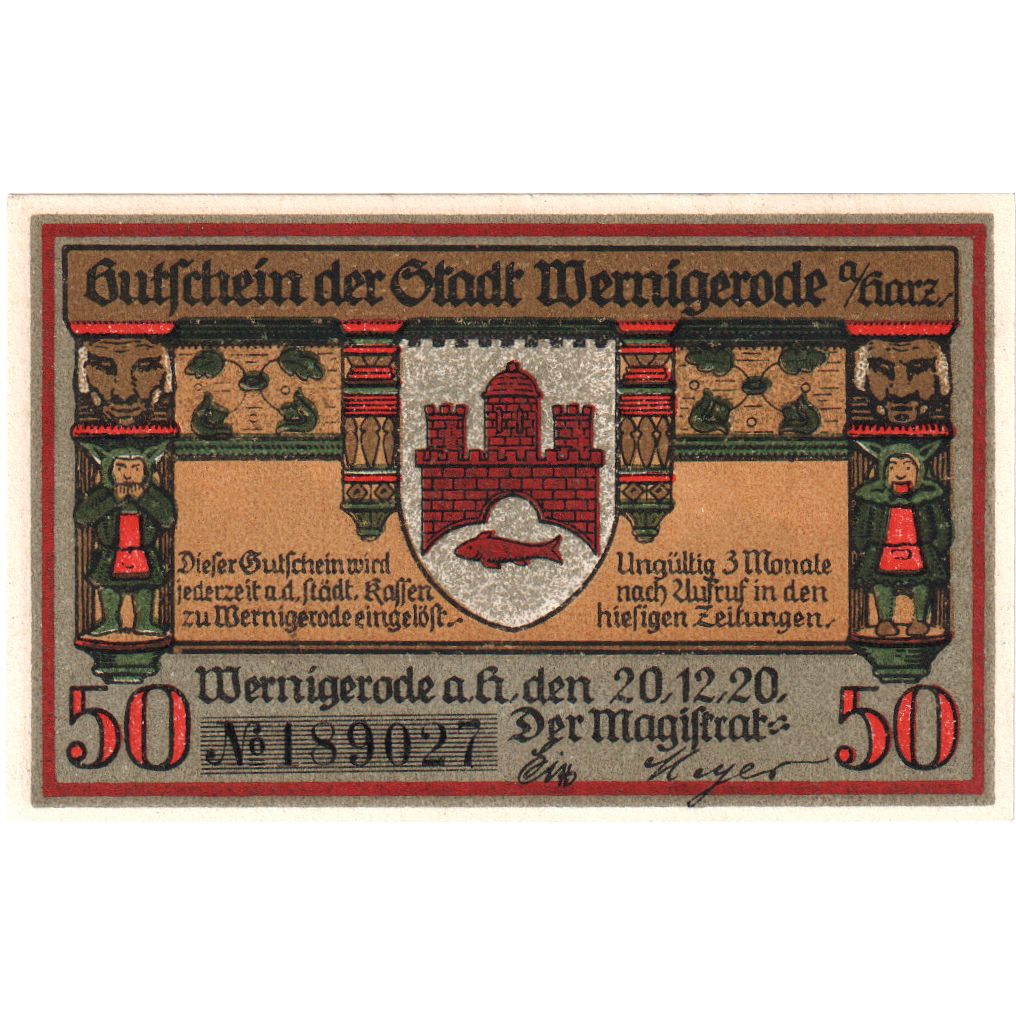 Gutschein der Stadt Wernigerode a/Harz.
Dieser Gutschein wird
jederzeit a.d. städt. Kassen
zu Wernigerode eingelöst.
Ungültig 3 Monate
nach Aufruf in den
hiesigen Zeitungen.
Wernigerode a.H., den 20.12.20.
Der Magistrat
50
№ 189027
Meyer
50